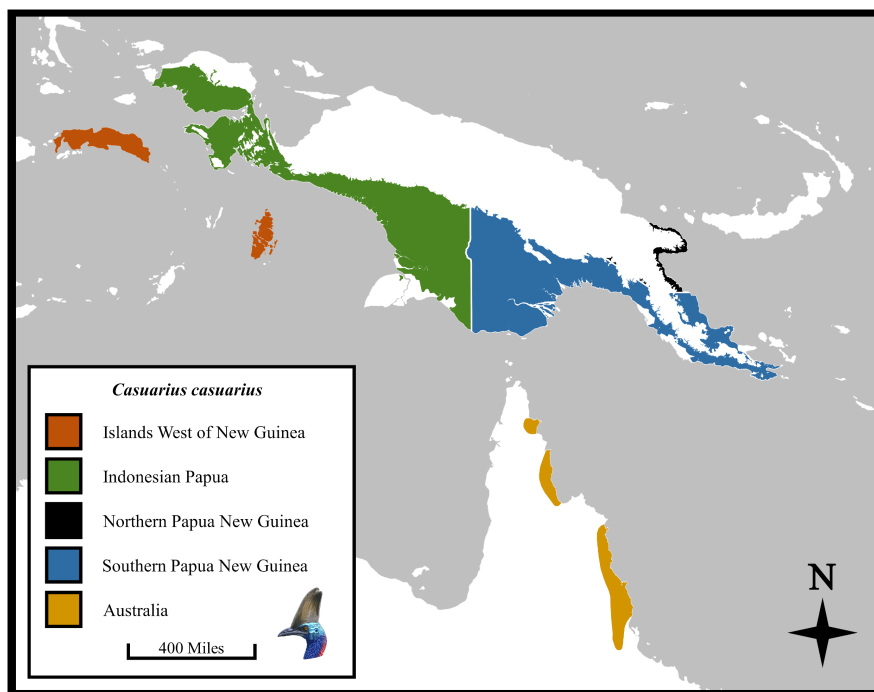 Casuarius casuarius
Islands West of New Guinea
Indonesian Papua
Northern Papua New Guinea
Southern Papua New Guinea
Australia
400 Miles
N